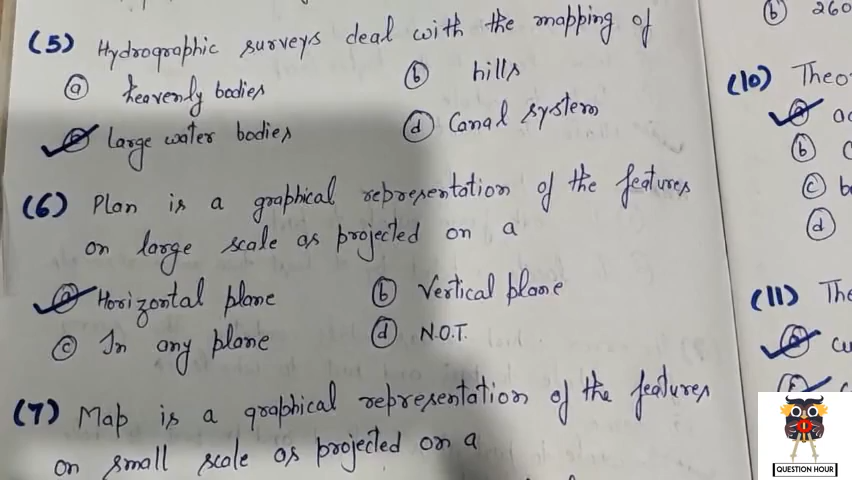 (5) Hydrographic surveys deal with the mapping of
(a) heavenly bodies
(b) hills
(c) large water bodies
(d) Canal system
(6) Plan is a graphical representation of the features
on large scale as projected on a
(a) Horizontal plane
(b) Vertical plane
(c) In any plane
(d) N.O.T.
(7) Map is a graphical representation of the features
on small scale as projected on a
(b) 260
(10) Theo
(a)
(b)
(c)
(d)
(11) The
QUESTION HOUR